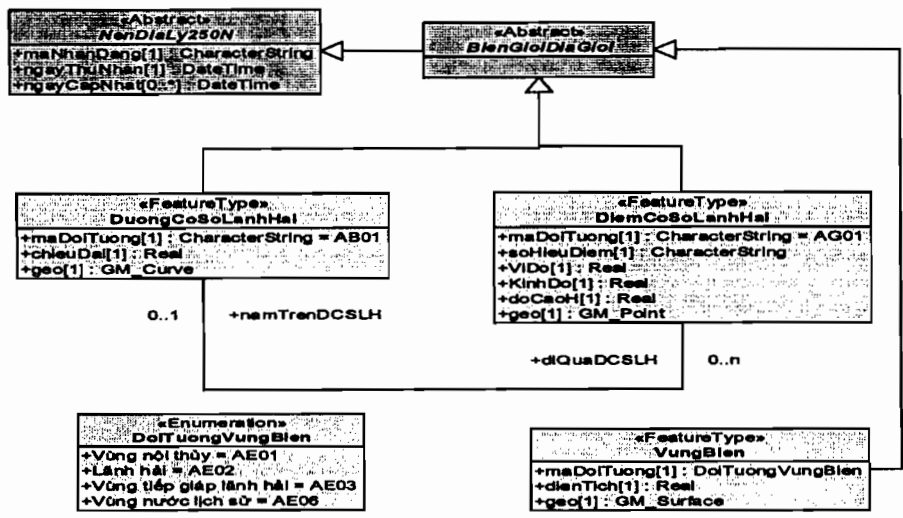 «Abstract»
NenDiaLy250N
+maNhanDang[1] : CharacterString
+ngayThuNhan[1] : DateTime
+ngayCapNhat[0..*] : DateTime
«Abstract»
BienGioiDiaGioi
«FeatureType»
DuongCoSoLanhHai
+maDoiTuong[1] : CharacterString = AB01
+chieuDai[1] : Real
+geo[1] : GM_Curve
«FeatureType»
DiemCoSoLanhHai
+maDoiTuong[1] : CharacterString = AG01
+soHieuDiem[1] : CharacterString
+ViDo[1] : Real
+KinhDo[1] : Real
+doCaoH[1] : Real
+geo[1] : GM_Point
0..1 +namTrenDCSLH
+diQuaDCSLH 0..n
«Enumeration»
DoiTuongVungBien
+Vùng nội thủy = AE01
+Lãnh hải = AE02
+Vùng tiếp giáp lãnh hải = AE03
+Vùng nước lịch sử = AE06
«FeatureType»
VungBien
+maDoiTuong[1] : DoiTuongVungBien
+dienTich[1] : Real
+geo[1] : GM_Surface